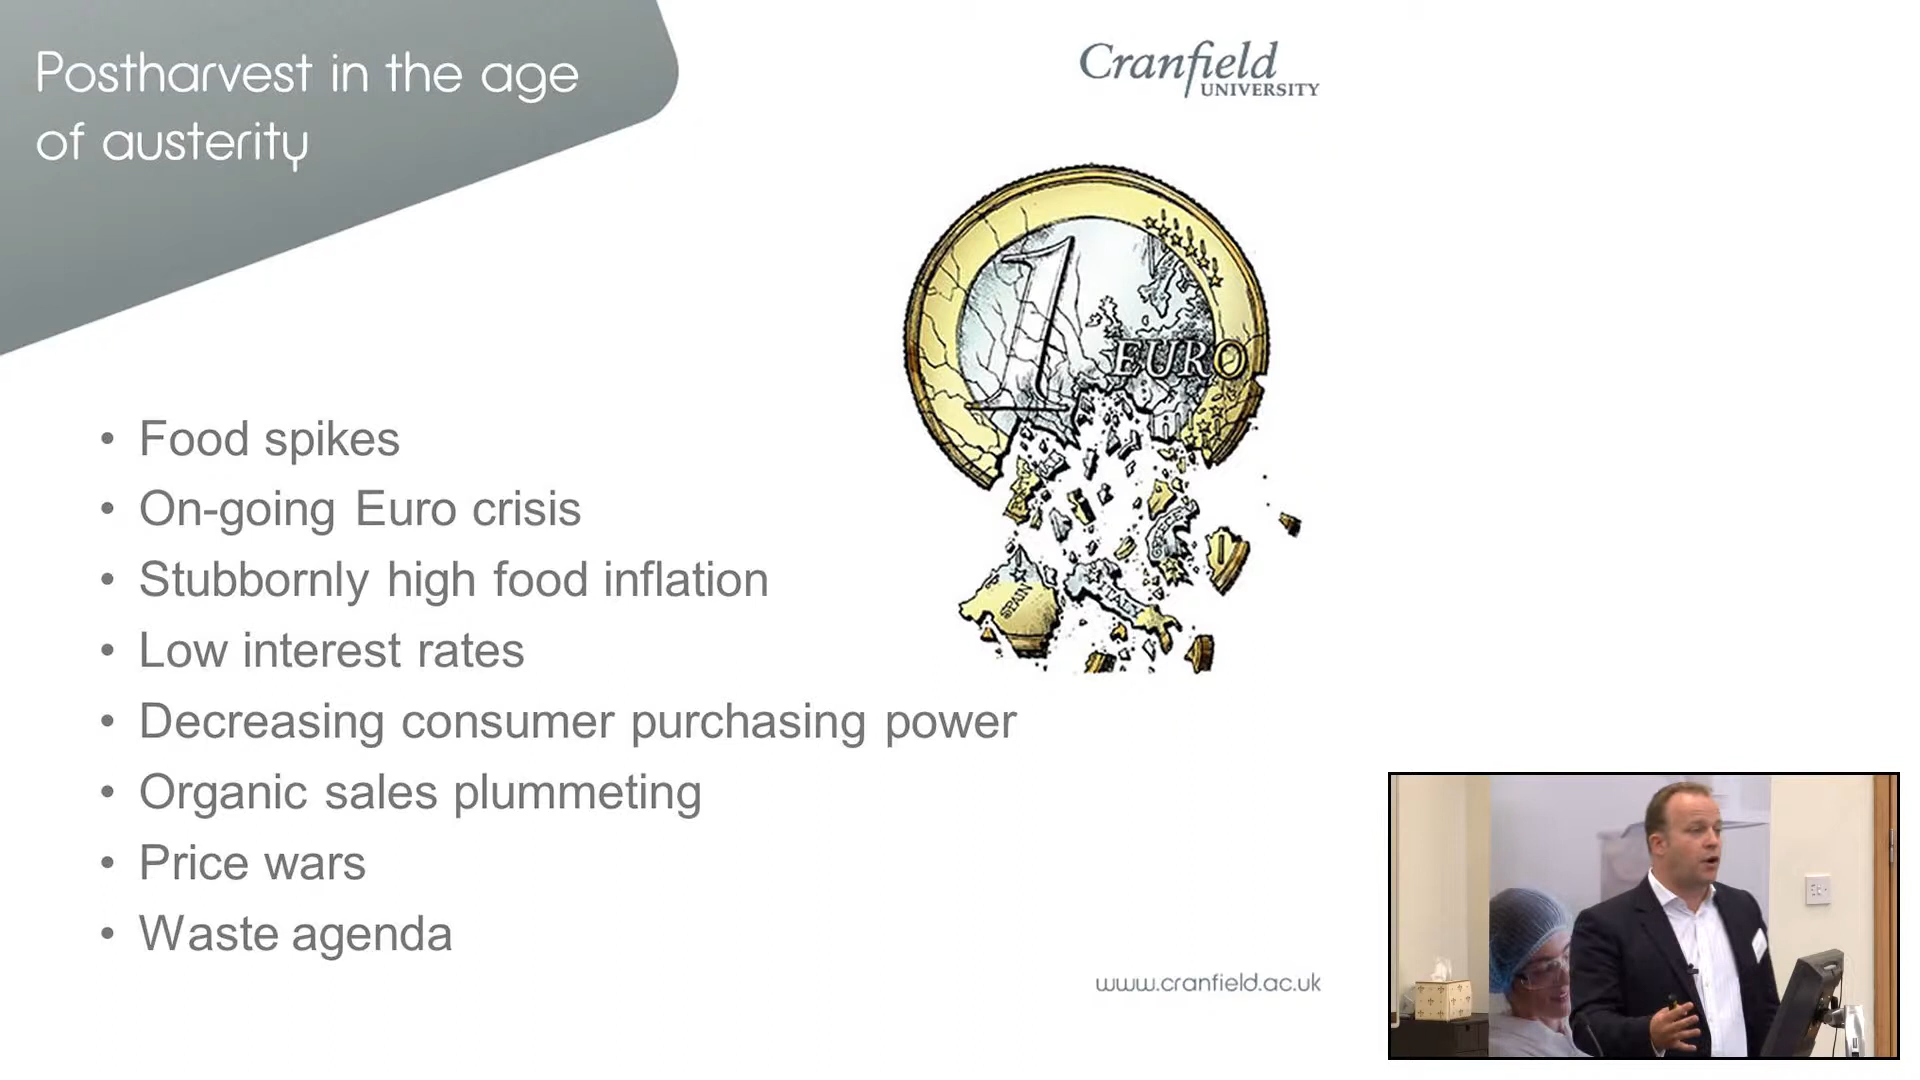 Postharvest in the age
of austerity
Cranfield
UNIVERSITY
1
EURO
SPAIN
ITALY
• Food spikes
• On-going Euro crisis
• Stubbornly high food inflation
• Low interest rates
• Decreasing consumer purchasing power
• Organic sales plummeting
• Price wars
• Waste agenda
www.cranfield.ac.uk